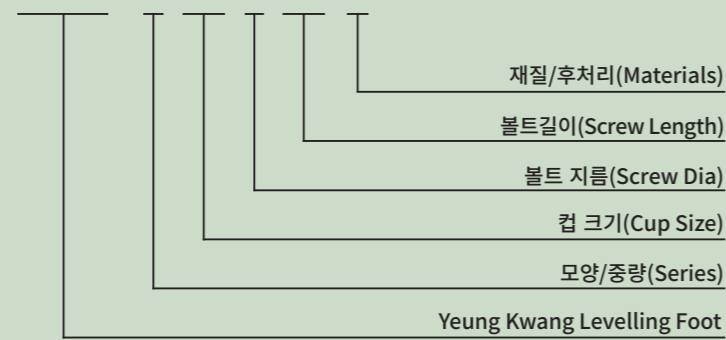 재질/후처리(Materials)
볼트길이(Screw Length)
볼트 지름(Screw Dia)
컵 크기(Cup Size)
모양/중량(Series)
Yeung Kwang Levelling Foot